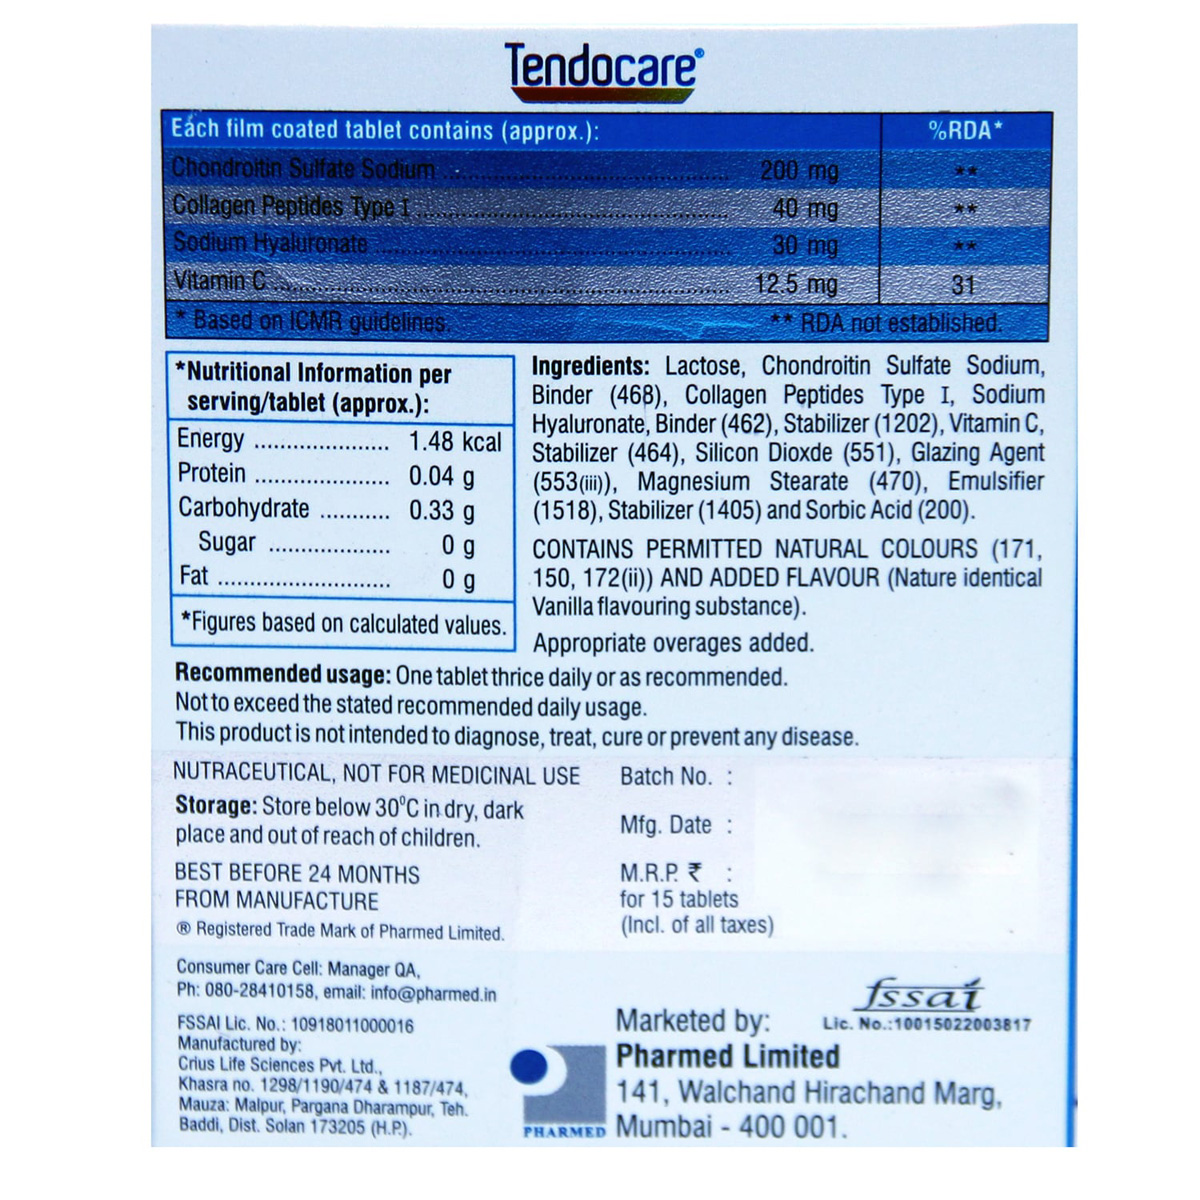 Tendocare®
Each film coated tablet contains (approx.): %RDA*
Chondroitin Sulfate Sodium ........................................ 200 mg **
Collagen Peptides Type I ............................................. 40 mg **
Sodium Hyaluronate .................................................... 30 mg **
Vitamin C ..................................................................... 12.5 mg 31
* Based on ICMR guidelines. ** RDA not established.
*Nutritional Information per
serving/tablet (approx.):
Energy .................... 1.48 kcal
Protein .................... 0.04 g
Carbohydrate ........... 0.33 g
Sugar ................... 0 g
Fat .......................... 0 g
*Figures based on calculated values.
Ingredients: Lactose, Chondroitin Sulfate Sodium,
Binder (468), Collagen Peptides Type I, Sodium
Hyaluronate, Binder (462), Stabilizer (1202), Vitamin C,
Stabilizer (464), Silicon Dioxde (551), Glazing Agent
(553(iii)), Magnesium Stearate (470), Emulsifier
(1518), Stabilizer (1405) and Sorbic Acid (200).
CONTAINS PERMITTED NATURAL COLOURS (171,
150, 172(ii)) AND ADDED FLAVOUR (Nature identical
Vanilla flavouring substance).
Appropriate overages added.
Recommended usage: One tablet thrice daily or as recommended.
Not to exceed the stated recommended daily usage.
This product is not intended to diagnose, treat, cure or prevent any disease.
NUTRACEUTICAL, NOT FOR MEDICINAL USE
Storage: Store below 30°C in dry, dark
place and out of reach of children.
BEST BEFORE 24 MONTHS
FROM MANUFACTURE
® Registered Trade Mark of Pharmed Limited.
Batch No. :
Mfg. Date :
M.R.P. ₹ :
for 15 tablets
(Incl. of all taxes)
Consumer Care Cell: Manager QA,
Ph: 080-28410158, email: info@pharmed.in
FSSAI Lic. No.: 10918011000016
Manufactured by:
Crius Life Sciences Pvt. Ltd.,
Khasra no. 1298/1190/474 & 1187/474,
Mauza: Malpur, Pargana Dharampur, Teh.
Baddi, Dist. Solan 173205 (H.P.).
fssai
Lic. No.:10015022003817
PHARMED
Marketed by:
Pharmed Limited
141, Walchand Hirachand Marg,
Mumbai - 400 001.